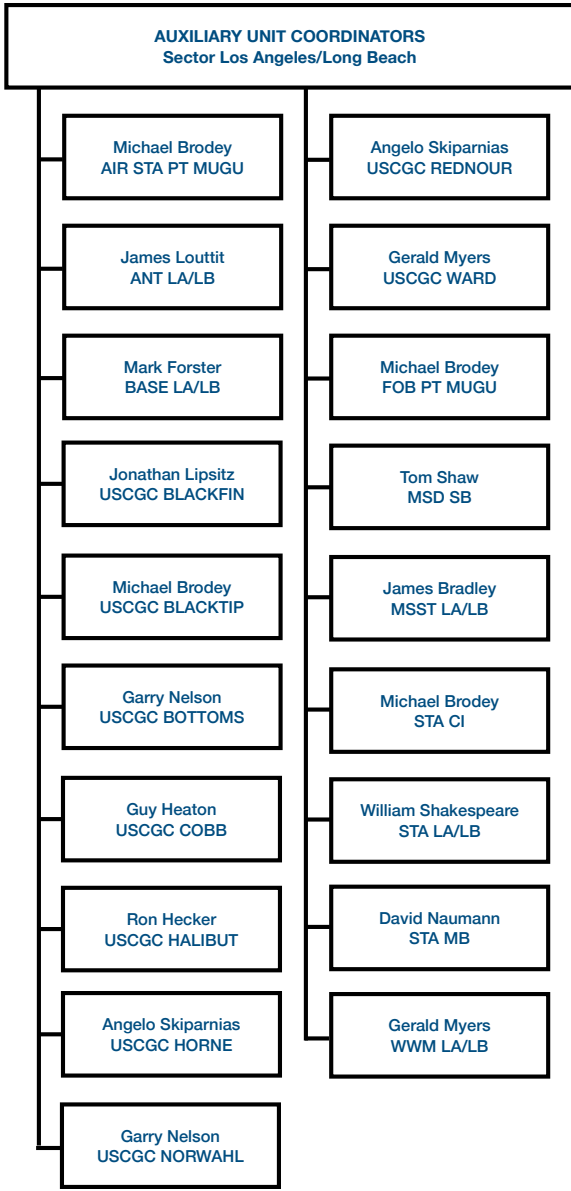 AUXILIARY UNIT COORDINATORS
Sector Los Angeles/Long Beach
Michael Brodey
AIR STA PT MUGU
James Louttit
ANT LA/LB
Mark Forster
BASE LA/LB
Jonathan Lipsitz
USCGC BLACKFIN
Michael Brodey
USCGC BLACKTIP
Garry Nelson
USCGC BOTTOMS
Guy Heaton
USCGC COBB
Ron Hecker
USCGC HALIBUT
Angelo Skiparnias
USCGC HORNE
Garry Nelson
USCGC NORWAHL
Angelo Skiparnias
USCGC REDNOUR
Gerald Myers
USCGC WARD
Michael Brodey
FOB PT MUGU
Tom Shaw
MSD SB
James Bradley
MSST LA/LB
Michael Brodey
STA CI
William Shakespeare
STA LA/LB
David Naumann
STA MB
Gerald Myers
WWM LA/LB